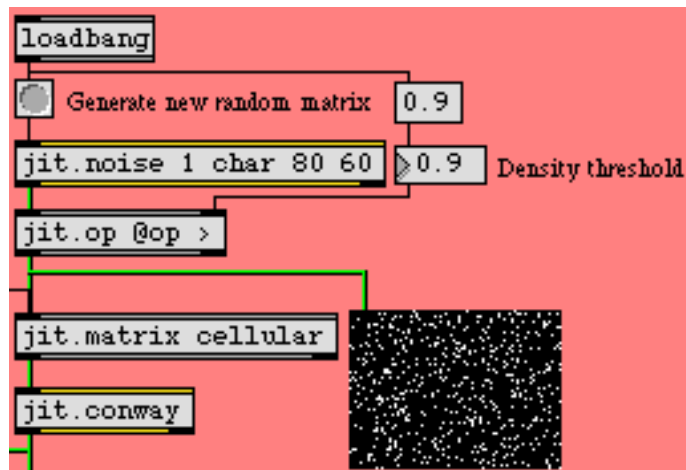 loadbang
Generate new random matrix
0.9
jit.noise 1 char 80 60
0.9
Density threshold
jit.op @op >
jit.matrix cellular
jit.conway